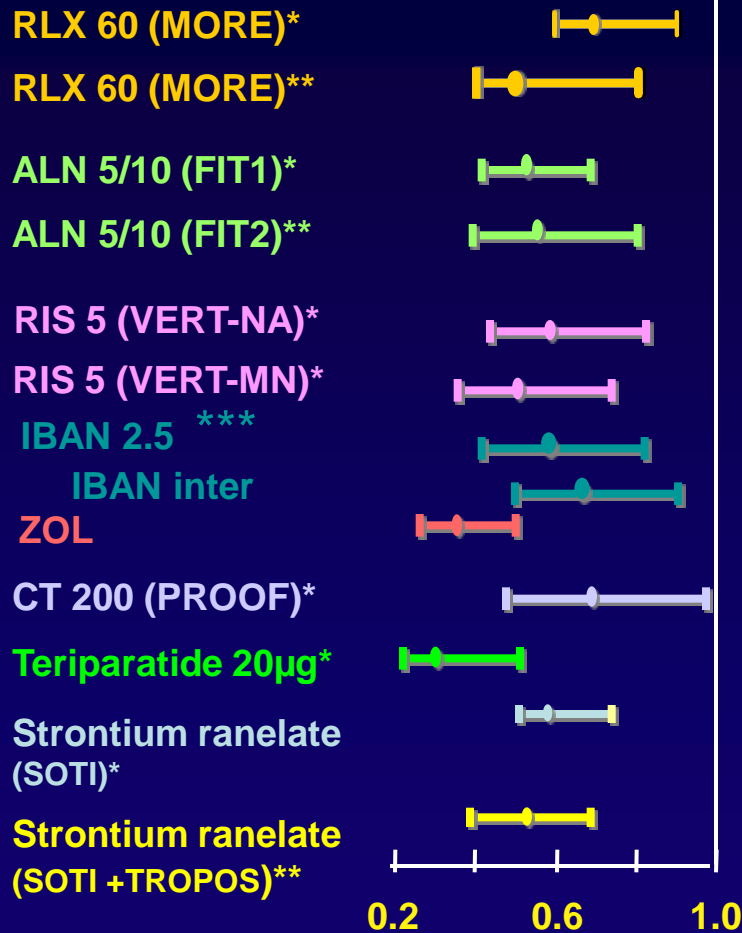 RLX 60 (MORE)*
RLX 60 (MORE)**
ALN 5/10 (FIT1)*
ALN 5/10 (FIT2)**
RIS 5 (VERT-NA)*
RIS 5 (VERT-MN)*
IBAN 2.5 ***
IBAN inter
ZOL
CT 200 (PROOF)*
Teriparatide 20µg*
Strontium ranelate
(SOTI)*
Strontium ranelate
(SOTI +TROPOS)**
0.2 0.6 1.0